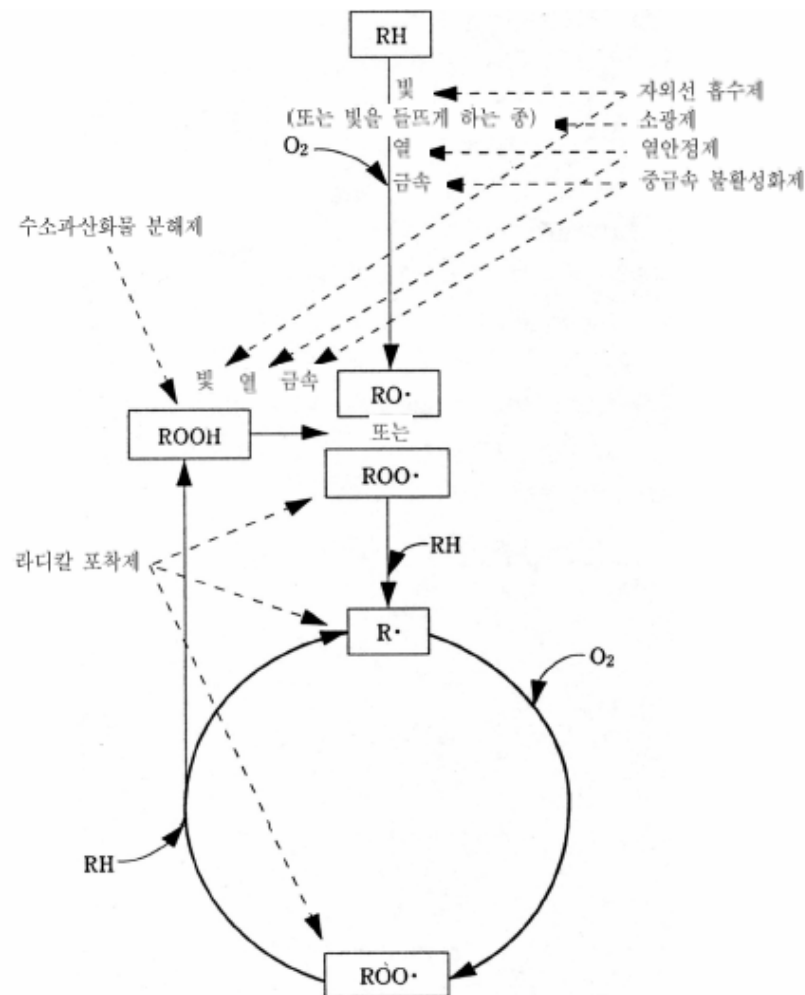 RH
빛
자외선 흡수제
(또는 빛을 들뜨게 하는 종)
소광제
O₂
열
열안정제
금속
중금속 불활성화제
수소과산화물 분해제
빛 열 금속
RO·
ROOH
또는
ROO·
RH
라디칼 포착제
R·
O₂
RH
ROO·